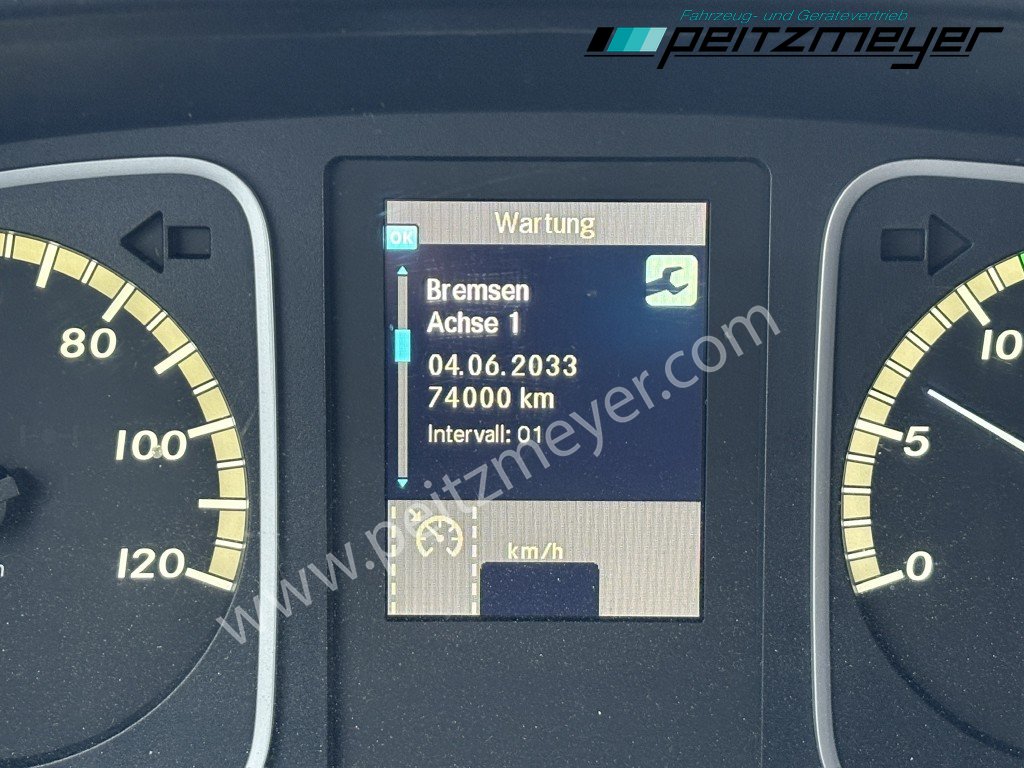 Fahrzeug- und Gerätevertrieb
peitzmeyer
Wartung
OK
Bremsen
Achse 1
04.06.2033
74000 km
Intervall: 01
km/h
80
100
120
10
5
0
www.peitzmeyer.com